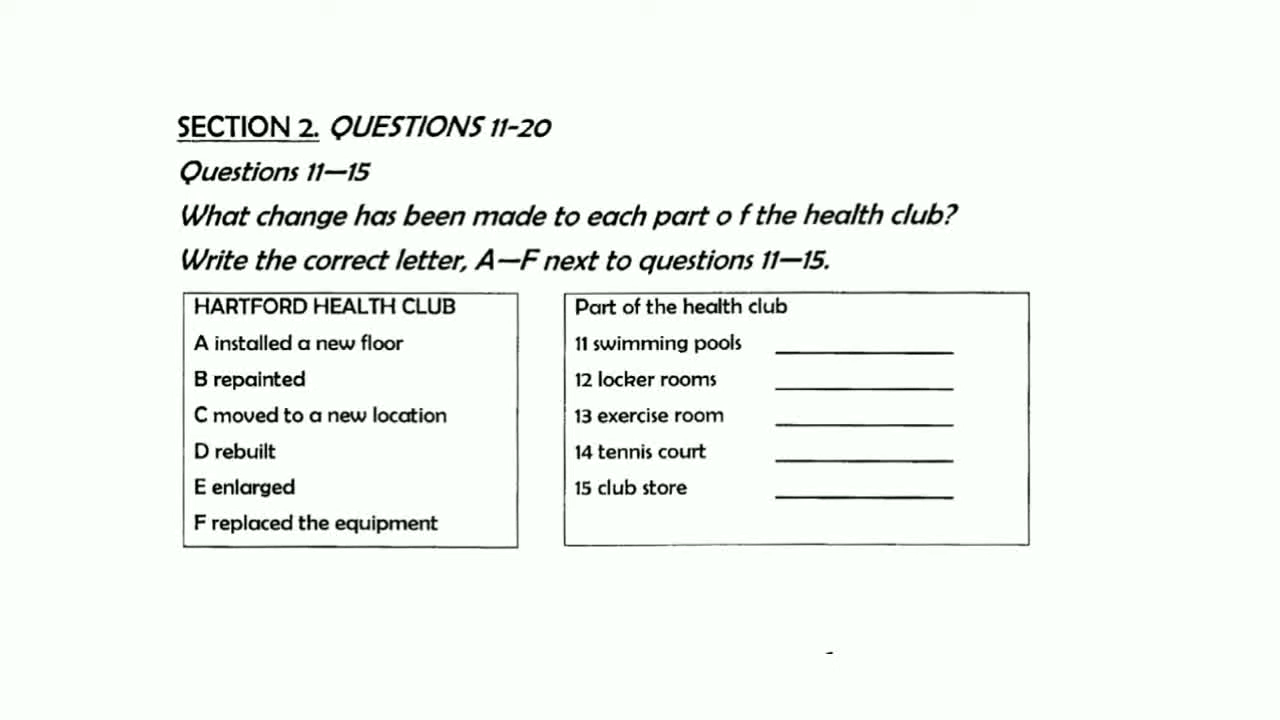 SECTION 2. QUESTIONS 11-20
Questions 11—15
What change has been made to each part o f the health club?
Write the correct letter, A—F next to questions 11—15.
HARTFORD HEALTH CLUB
A installed a new floor
B repainted
C moved to a new location
D rebuilt
E enlarged
F replaced the equipment
Part of the health club
11 swimming pools
12 locker rooms
13 exercise room
14 tennis court
15 club store